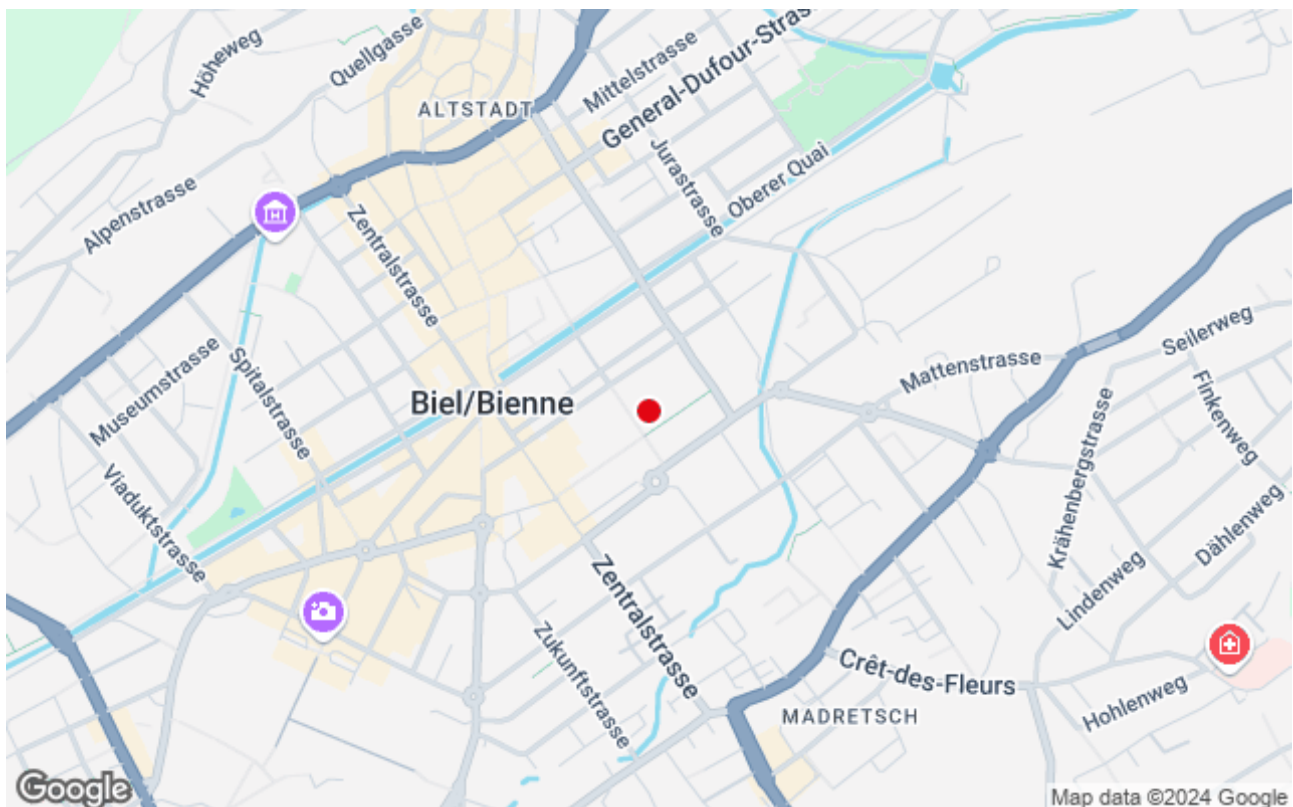 Höheweg
Quellgasse
ALTSTADT
Mittelstrasse
General-Dufour-Stras
Jurastrasse
Oberer Quai
Alpenstrasse
Zentralstrasse
Museumstrasse
Spitalstrasse
Biel/Bienne
Mattenstrasse
Seilerweg
Finkenweg
Krähenbergstrasse
Viaduktstrasse
Dählenweg
Lindenweg
Zentralstrasse
Zukunftstrasse
Crêt-des-Fleurs
Hohlenweg
MADRETSCH
Google
Map data ©2024 Google